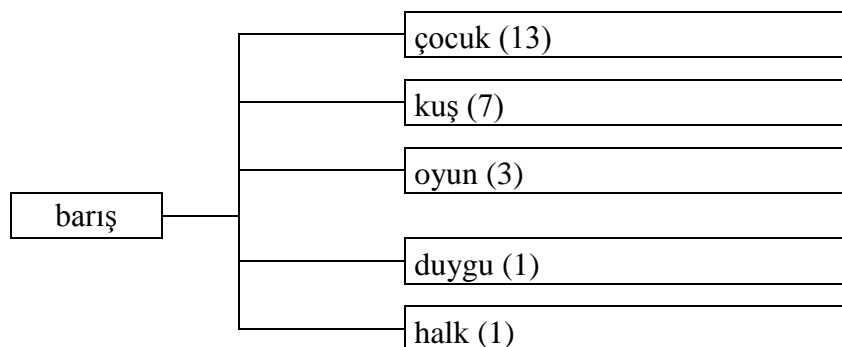 çocuk (13)
kuş (7)
oyun (3)
barış
duygu (1)
halk (1)